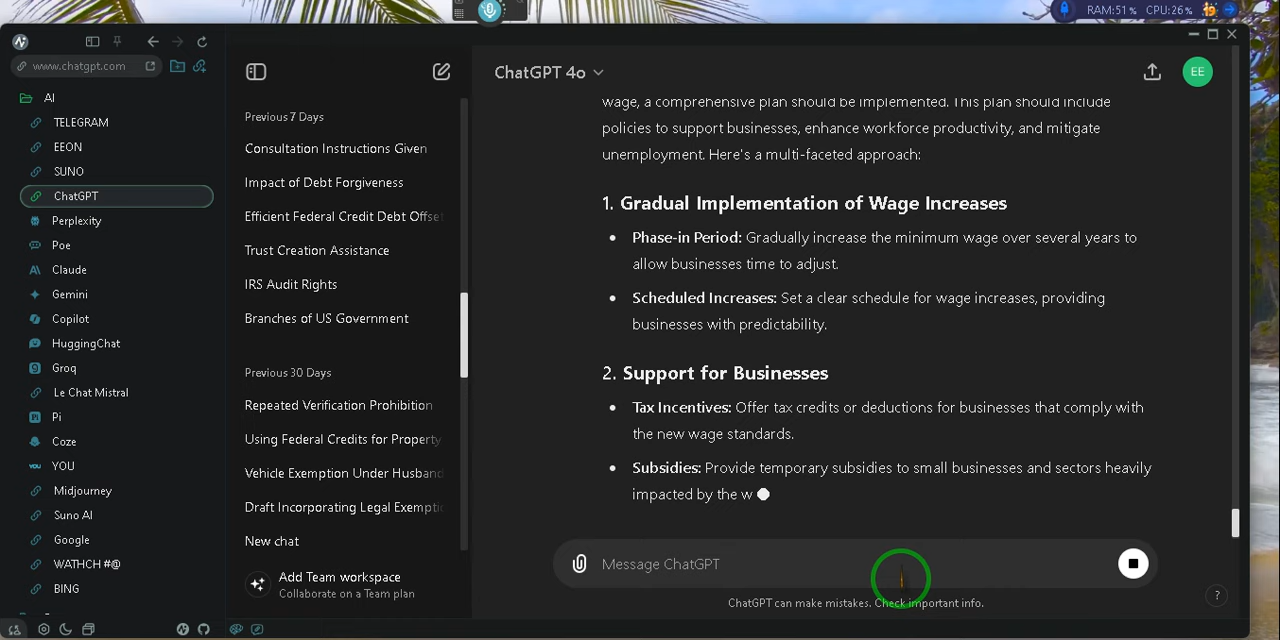 RAM:51% CPU:26% 19
www.chatgpt.com
AI
TELEGRAM
EEON
SUNO
ChatGPT
Perplexity
Poe
Claude
Gemini
Copilot
HuggingChat
Groq
Le Chat Mistral
Pi
Coze
YOU
Midjourney
Suno AI
Google
WATHCH #@
BING
Previous 7 Days
Consultation Instructions Given
Impact of Debt Forgiveness
Efficient Federal Credit Debt Offse
Trust Creation Assistance
IRS Audit Rights
Branches of US Government
Previous 30 Days
Repeated Verification Prohibition
Using Federal Credits for Property
Vehicle Exemption Under Husband
Draft Incorporating Legal Exemptio
New chat
Add Team workspace
Collaborate on a Team plan
ChatGPT 4o
EE
wage, a comprehensive plan should be implemented. This plan should include
policies to support businesses, enhance workforce productivity, and mitigate
unemployment. Here's a multi-faceted approach:
1. Gradual Implementation of Wage Increases
• Phase-in Period: Gradually increase the minimum wage over several years to
allow businesses time to adjust.
• Scheduled Increases: Set a clear schedule for wage increases, providing
businesses with predictability.
2. Support for Businesses
• Tax Incentives: Offer tax credits or deductions for businesses that comply with
the new wage standards.
• Subsidies: Provide temporary subsidies to small businesses and sectors heavily
impacted by the w
Message ChatGPT
ChatGPT can make mistakes. Check important info.
?